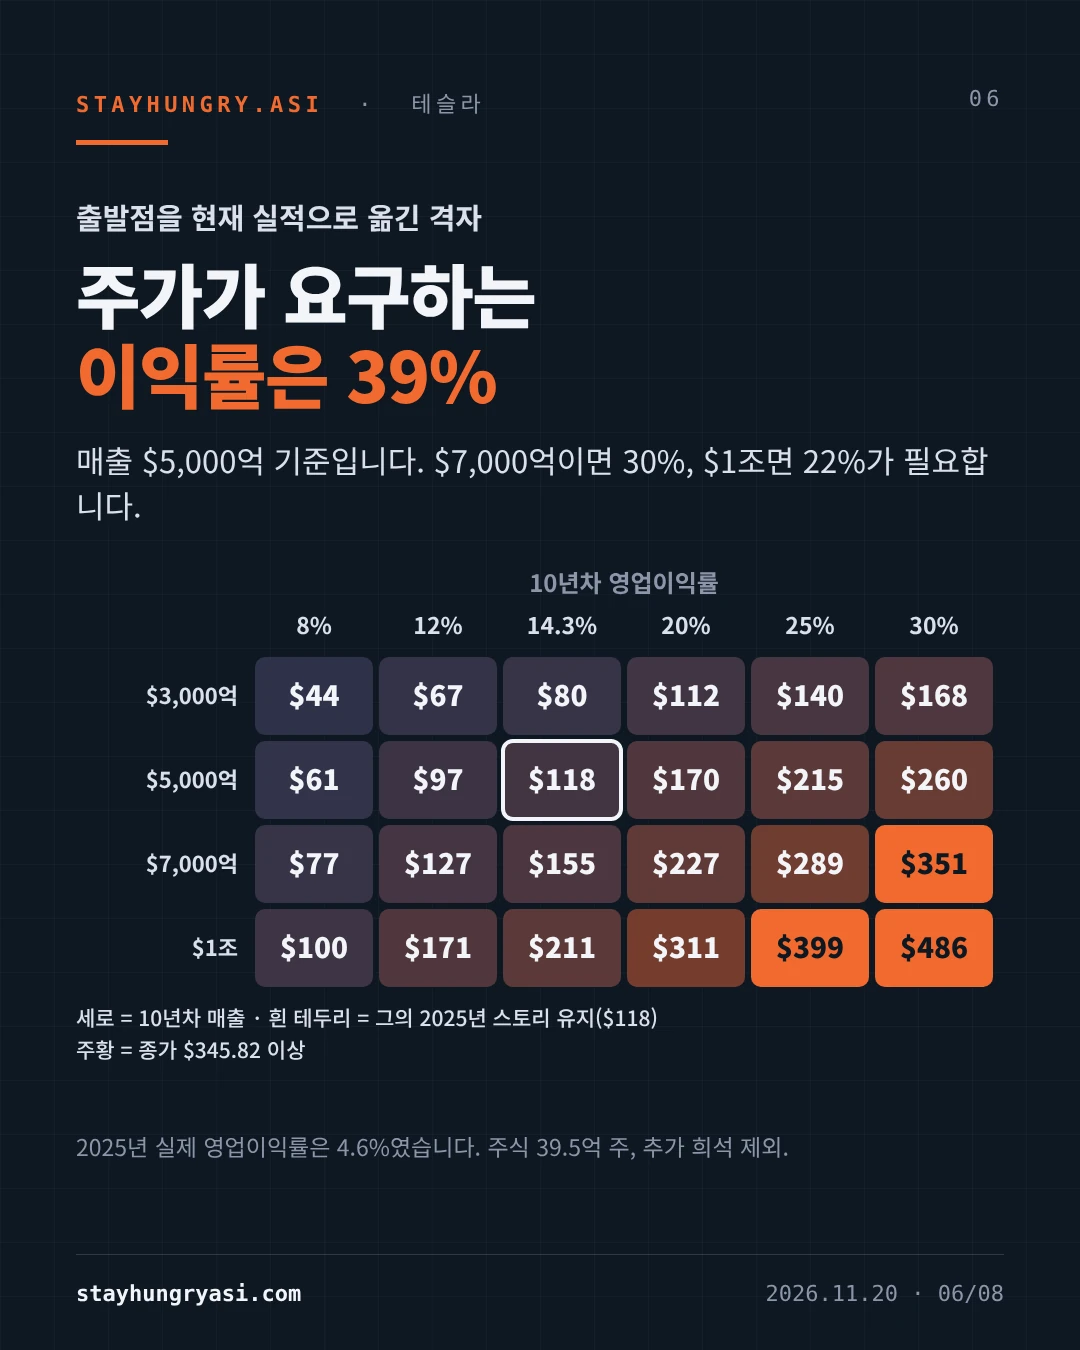 STAYHUNGRY.ASI · 테슬라
06
출발점을 현재 실적으로 옮긴 격자
주가가 요구하는
이익률은 39%
매출 $5,000억 기준입니다. $7,000억이면 30%, $1조면 22%가 필요합
니다.
10년차 영업이익률
8% 12% 14.3% 20% 25% 30%
$3,000억 $44 $67 $80 $112 $140 $168
$5,000억 $61 $97 $118 $170 $215 $260
$7,000억 $77 $127 $155 $227 $289 $351
$1조 $100 $171 $211 $311 $399 $486
세로 = 10년차 매출 · 흰 테두리 = 그의 2025년 스토리 유지($118)
주황 = 종가 $345.82 이상
2025년 실제 영업이익률은 4.6%였습니다. 주식 39.5억 주, 추가 희석 제외.
stayhungryasi.com
2026.11.20 · 06/08